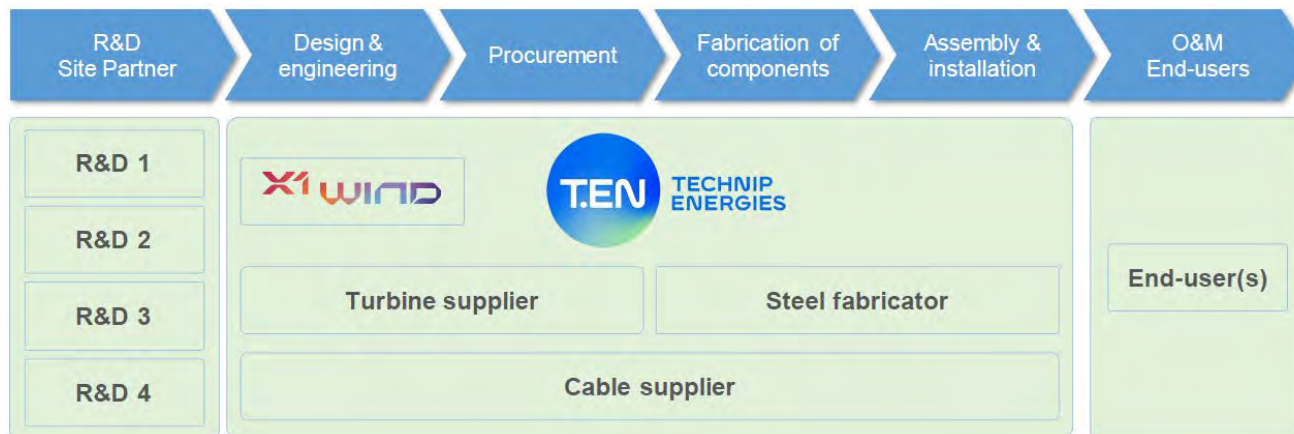 R&D
Site Partner
Design &
engineering
Procurement
Fabrication of
components
Assembly &
installation
O&M
End-users
R&D 1
R&D 2
R&D 3
R&D 4
X1 WIND
T.EN
TECHNIP
ENERGIES
Turbine supplier
Steel fabricator
Cable supplier
End-user(s)